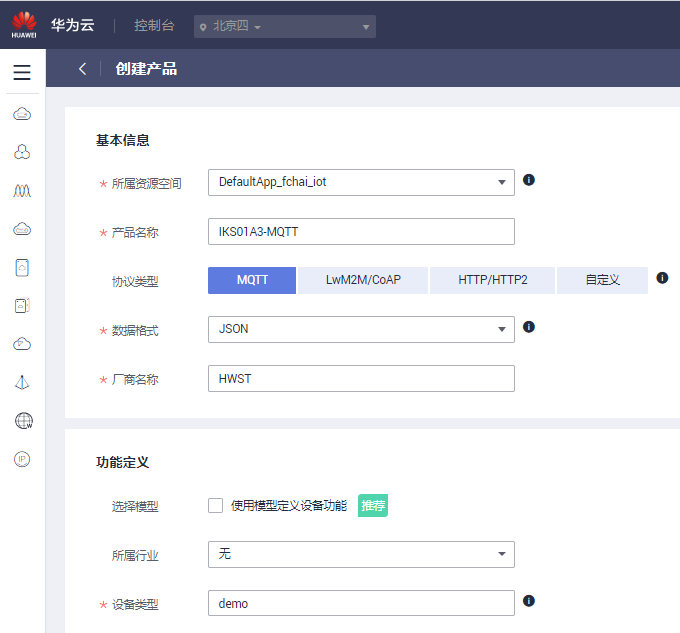 HUAWEI 华为云 控制台 北京四
创建产品
基本信息
* 所属资源空间 DefaultApp_fchai_iot
* 产品名称 IKS01A3-MQTT
协议类型 MQTT LwM2M/CoAP HTTP/HTTP2 自定义
* 数据格式 JSON
* 厂商名称 HWST
功能定义
选择模型 使用模型定义设备功能 推荐
所属行业 无
* 设备类型 demo
IP